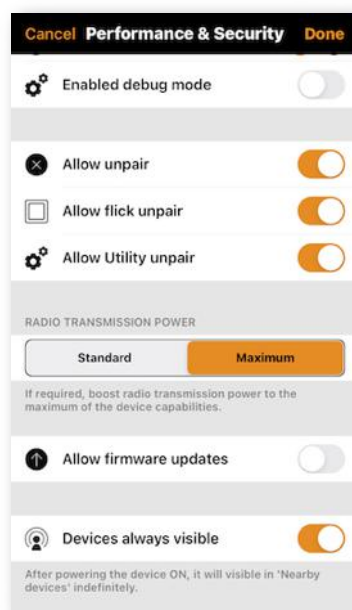 Cancel Performance & Security Done
Enabled debug mode
Allow unpair
Allow flick unpair
Allow Utility unpair
RADIO TRANSMISSION POWER
Standard Maximum
If required, boost radio transmission power to the
maximum of the device capabilities.
Allow firmware updates
Devices always visible
After powering the device ON, it will visible in 'Nearby
devices' indefinitely.